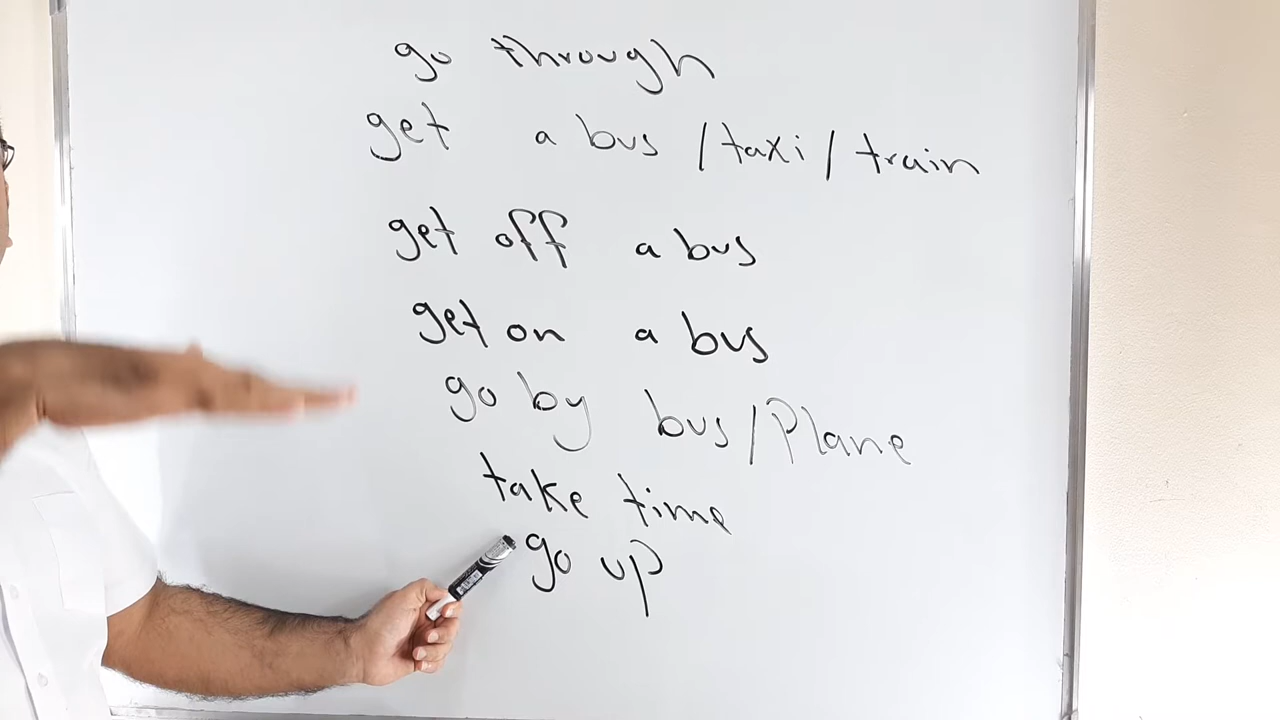 go through
get a bus / taxi / train
get off a bus
get on a bus
go by bus / Plane
take time
go up